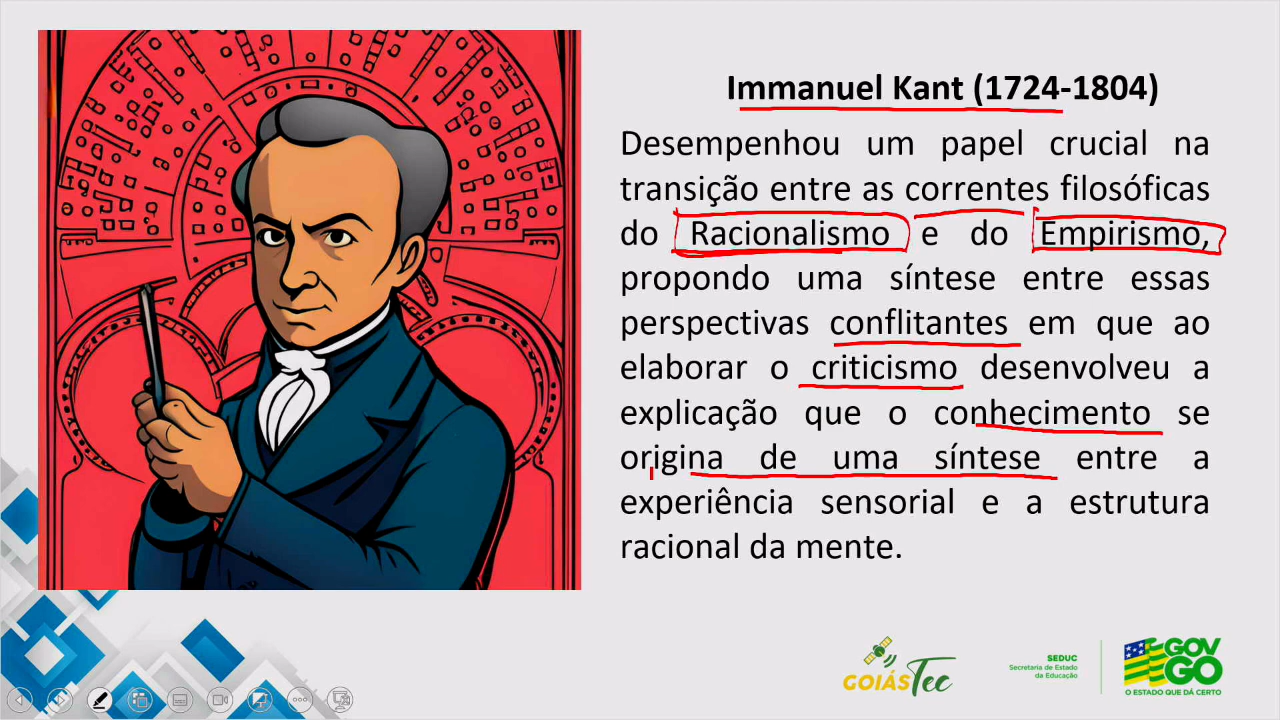 Immanuel Kant (1724-1804)
Desempenhou um papel crucial na
transição entre as correntes filosóficas
do Racionalismo e do Empirismo,
propondo uma síntese entre essas
perspectivas conflitantes em que ao
elaborar o criticismo desenvolveu a
explicação que o conhecimento se
origina de uma síntese entre a
experiência sensorial e a estrutura
racional da mente.
GOIÁSTec
SEDUC
Secretaria de Estado
da Educação
GOV
GO
O ESTADO QUE DÁ CERTO